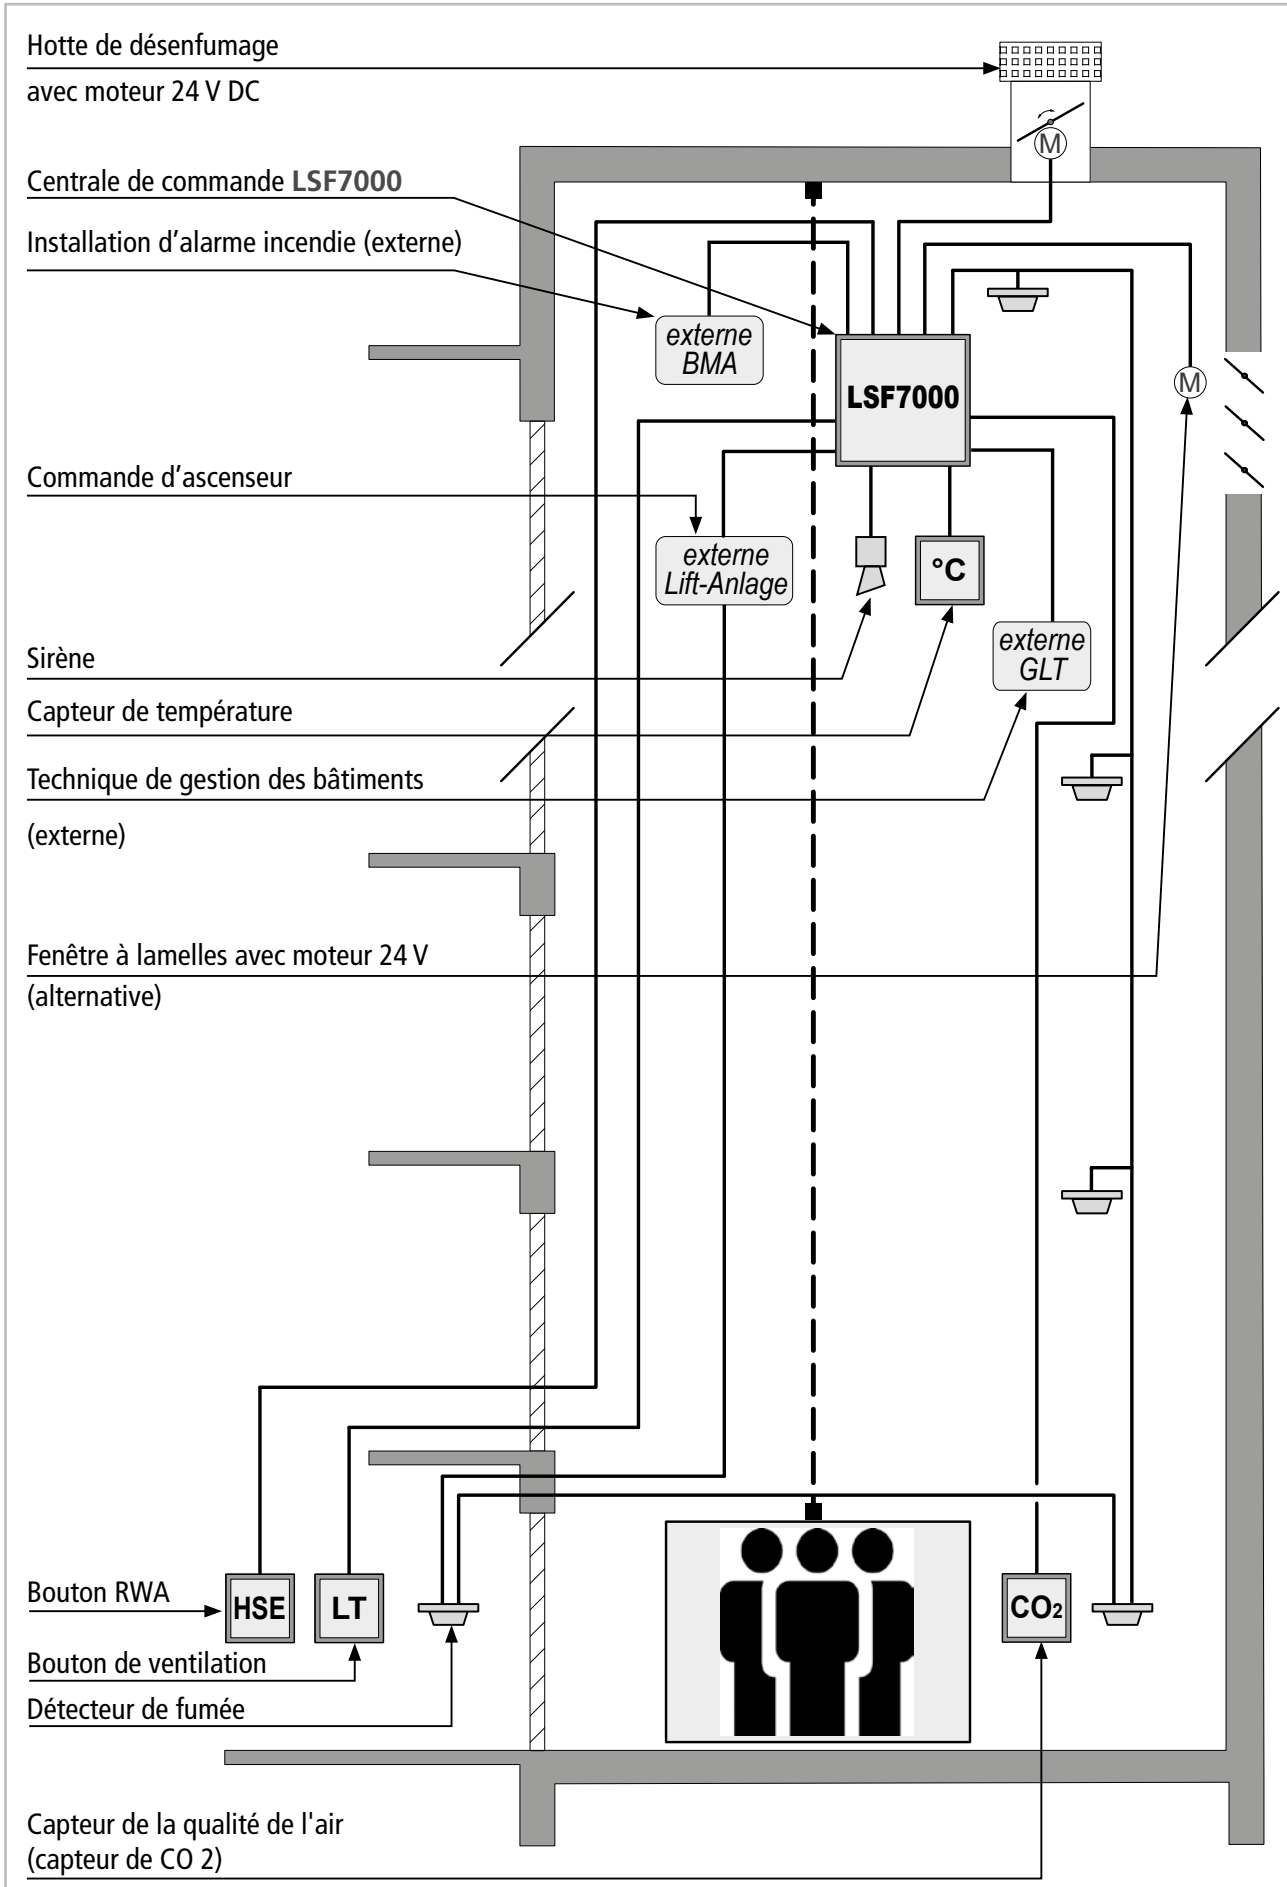 Hotte de désenfumage
avec moteur 24 V DC
M
Centrale de commande LSF7000
Installation d’alarme incendie (externe)
externe
BMA
LSF7000
M
Commande d’ascenseur
externe
Lift-Anlage
°C
externe
GLT
Sirène
Capteur de température
Technique de gestion des bâtiments
(externe)
Fenêtre à lamelles avec moteur 24 V
(alternative)
Bouton RWA
HSE
LT
CO2
Bouton de ventilation
Détecteur de fumée
Capteur de la qualité de l'air
(capteur de CO 2)